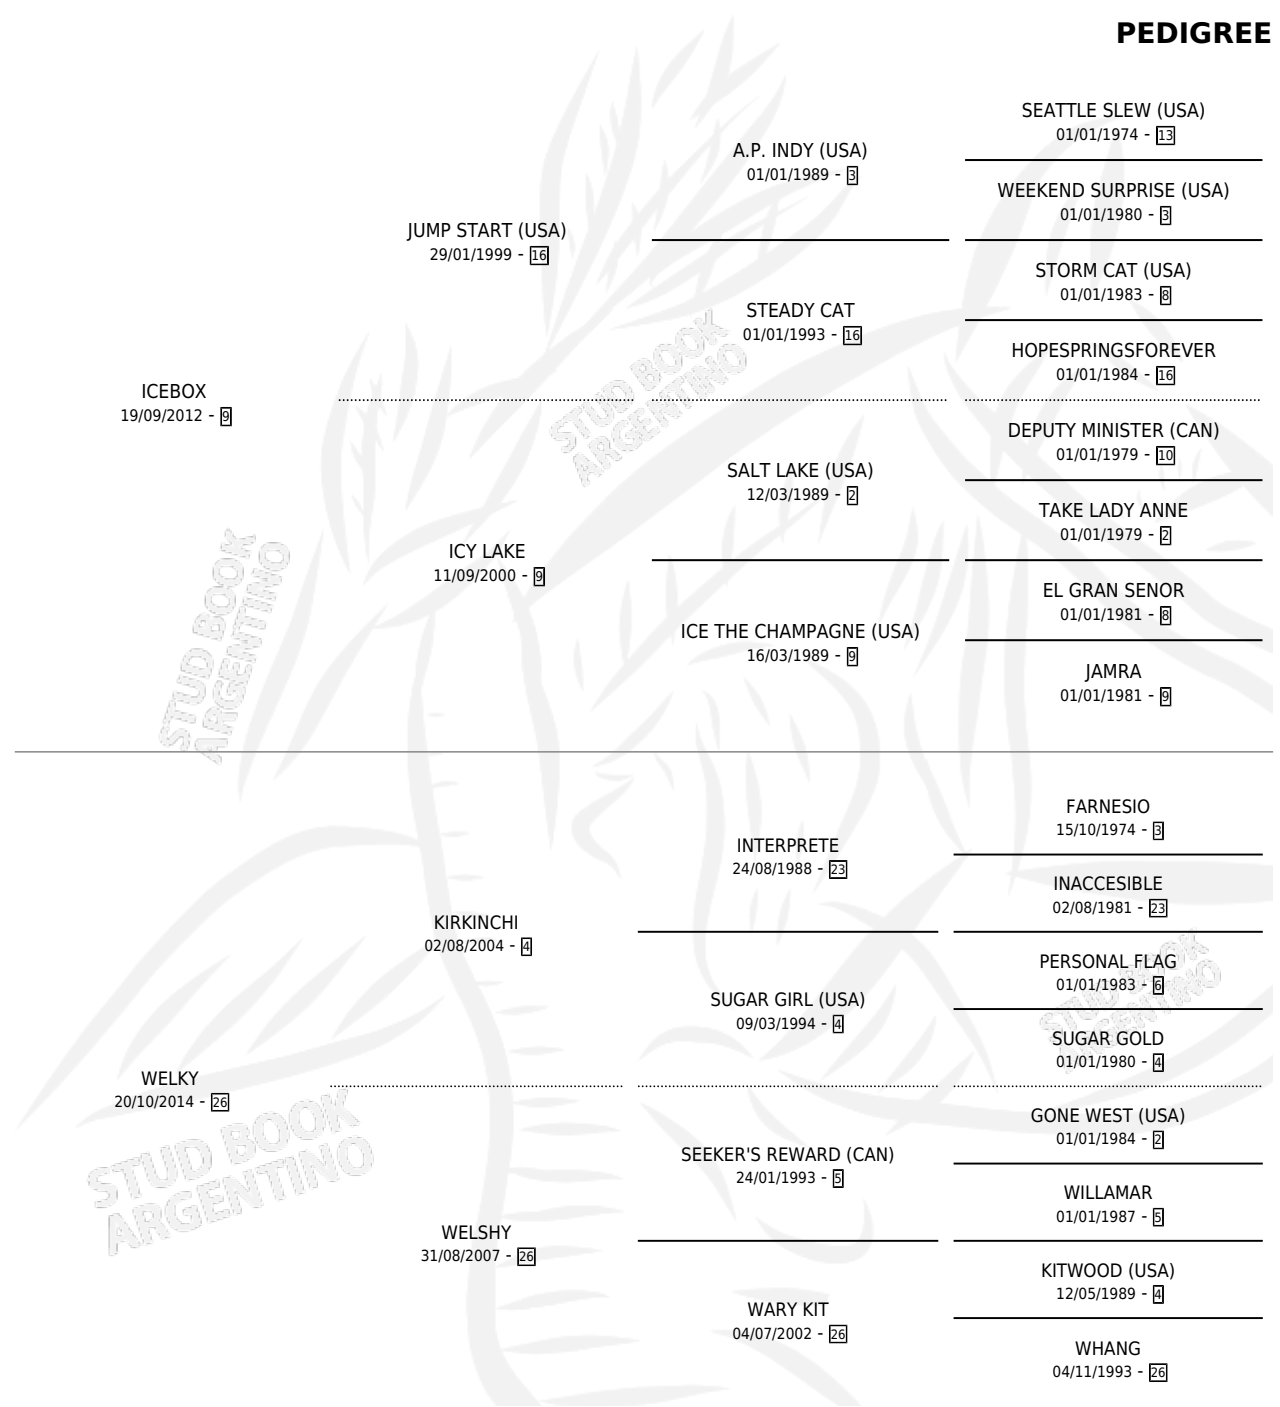 PEDIGREE
SEATTLE SLEW (USA)
01/01/1974 - 13
A.P. INDY (USA)
01/01/1989 - 3
WEEKEND SURPRISE (USA)
01/01/1980 - 3
JUMP START (USA)
29/01/1999 - 16
STORM CAT (USA)
01/01/1983 - 8
STEADY CAT
01/01/1993 - 16
HOPESPRINGSFOREVER
01/01/1984 - 16
ICEBOX
19/09/2012 - 9
DEPUTY MINISTER (CAN)
01/01/1979 - 10
SALT LAKE (USA)
12/03/1989 - 2
TAKE LADY ANNE
01/01/1979 - 2
ICY LAKE
11/09/2000 - 9
EL GRAN SENOR
01/01/1981 - 8
ICE THE CHAMPAGNE (USA)
16/03/1989 - 9
JAMRA
01/01/1981 - 9
FARNESIO
15/10/1974 - 3
INTERPRETE
24/08/1988 - 23
INACCESIBLE
02/08/1981 - 23
KIRKINCHI
02/08/2004 - 4
PERSONAL FLAG
01/01/1983 - 6
SUGAR GIRL (USA)
09/03/1994 - 4
SUGAR GOLD
01/01/1980 - 4
WELKY
20/10/2014 - 26
GONE WEST (USA)
01/01/1984 - 2
SEEKER'S REWARD (CAN)
24/01/1993 - 5
WILLAMAR
01/01/1987 - 5
WELSHY
31/08/2007 - 26
KITWOOD (USA)
12/05/1989 - 4
WARY KIT
04/07/2002 - 26
WHANG
04/11/1993 - 26
STUD BOOK
ARGENTINO
STUD BOOK
ARGENTINO
STUD BOOK
ARGENTINO
STUD BOOK
ARGENTINO